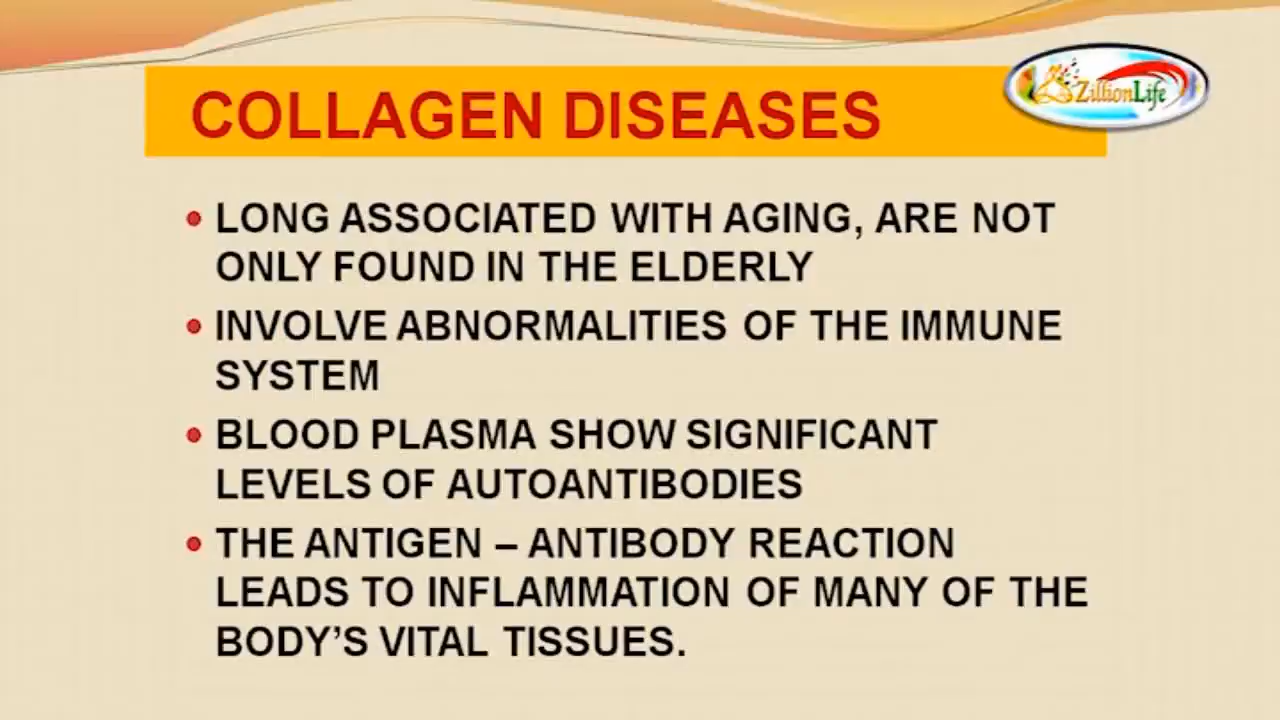 COLLAGEN DISEASES
ZillionLife
• LONG ASSOCIATED WITH AGING, ARE NOT
ONLY FOUND IN THE ELDERLY
• INVOLVE ABNORMALITIES OF THE IMMUNE
SYSTEM
• BLOOD PLASMA SHOW SIGNIFICANT
LEVELS OF AUTOANTIBODIES
• THE ANTIGEN – ANTIBODY REACTION
LEADS TO INFLAMMATION OF MANY OF THE
BODY’S VITAL TISSUES.